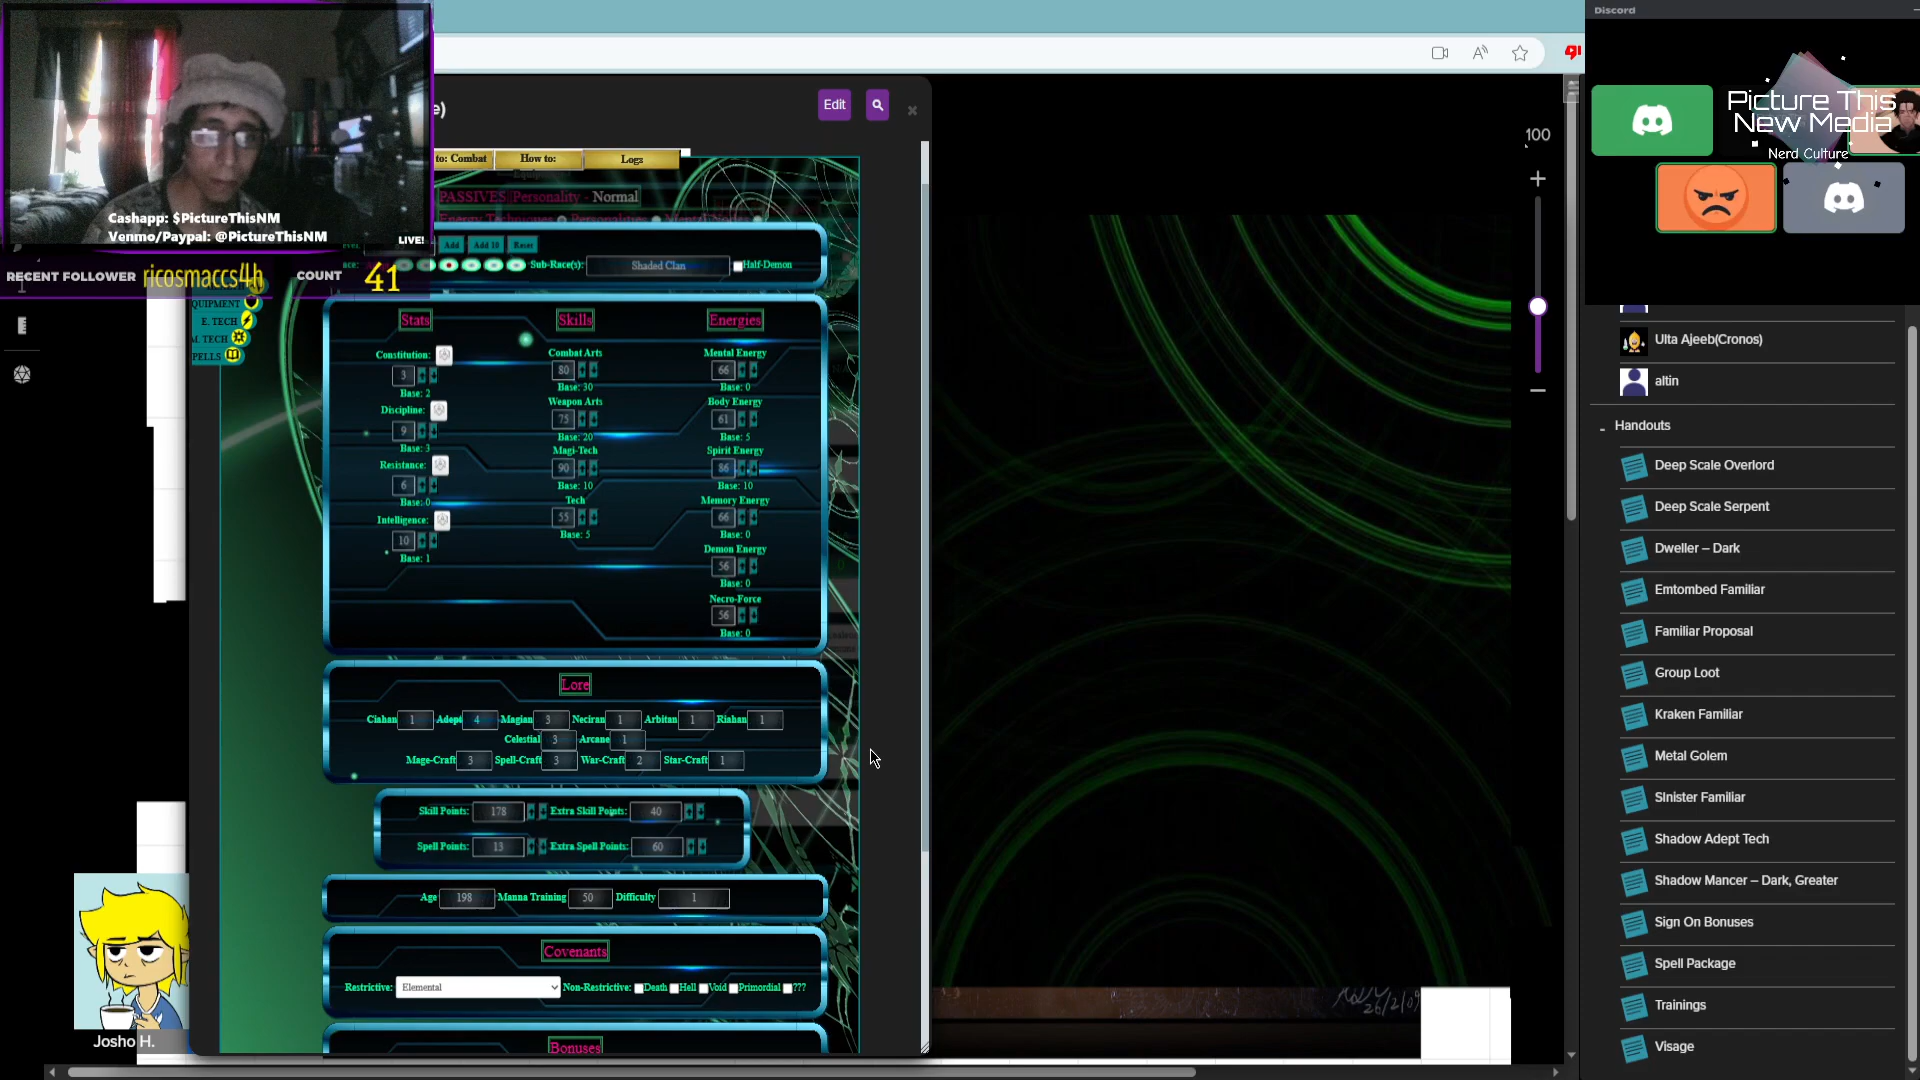 Discord
Picture This
New Media
Nerd Culture
Edit
to: Combat
How to:
Logs
PASSIVES
Personality - Normal
Cashapp: $PictureThisNM
Venmo/Paypal: @PictureThisNM
LIVE!
RECENT FOLLOWER
ricosmaccs4h
COUNT
41
Add
Add 10
Reset
Sub-Race(s):
Shaded Clan
Half-Demon
100
QUIPMENT
E. TECH
M. TECH
PELLS
Stats
Skills
Energies
Constitution:
3
Base: 2
Discipline:
9
Base: 3
Resistance:
6
Base: 0
Intelligence:
10
Base: 1
Combat Arts
80
Base: 30
Weapon Arts
75
Base: 20
Magi-Tech
90
Base: 10
Tech
55
Base: 5
Mental Energy
66
Base: 0
Body Energy
61
Base: 5
Spirit Energy
86
Base: 10
Memory Energy
66
Base: 0
Demon Energy
56
Base: 0
Necro-Force
56
Base: 0
Lore
Ciahan 1 Adept 4 Magian 3 Neciran 1 Arbitan 1 Riahan 1
Celestial 3 Arcane 1
Mage-Craft 3 Spell-Craft 3 War-Craft 2 Star-Craft 1
Skill Points: 178 Extra Skill Points: 40
Spell Points: 13 Extra Spell Points: 60
Age 198 Manna Training 50 Difficulty 1
Covenants
Restrictive: Elemental Non-Restrictive: Death Hell Void Primordial ???
Bonuses
Josho H.
26/2/09
Ulta Ajeeb(Cronos)
altin
Handouts
Deep Scale Overlord
Deep Scale Serpent
Dweller – Dark
Emtombed Familiar
Familiar Proposal
Group Loot
Kraken Familiar
Metal Golem
SInister Familiar
Shadow Adept Tech
Shadow Mancer – Dark, Greater
Sign On Bonuses
Spell Package
Trainings
Visage